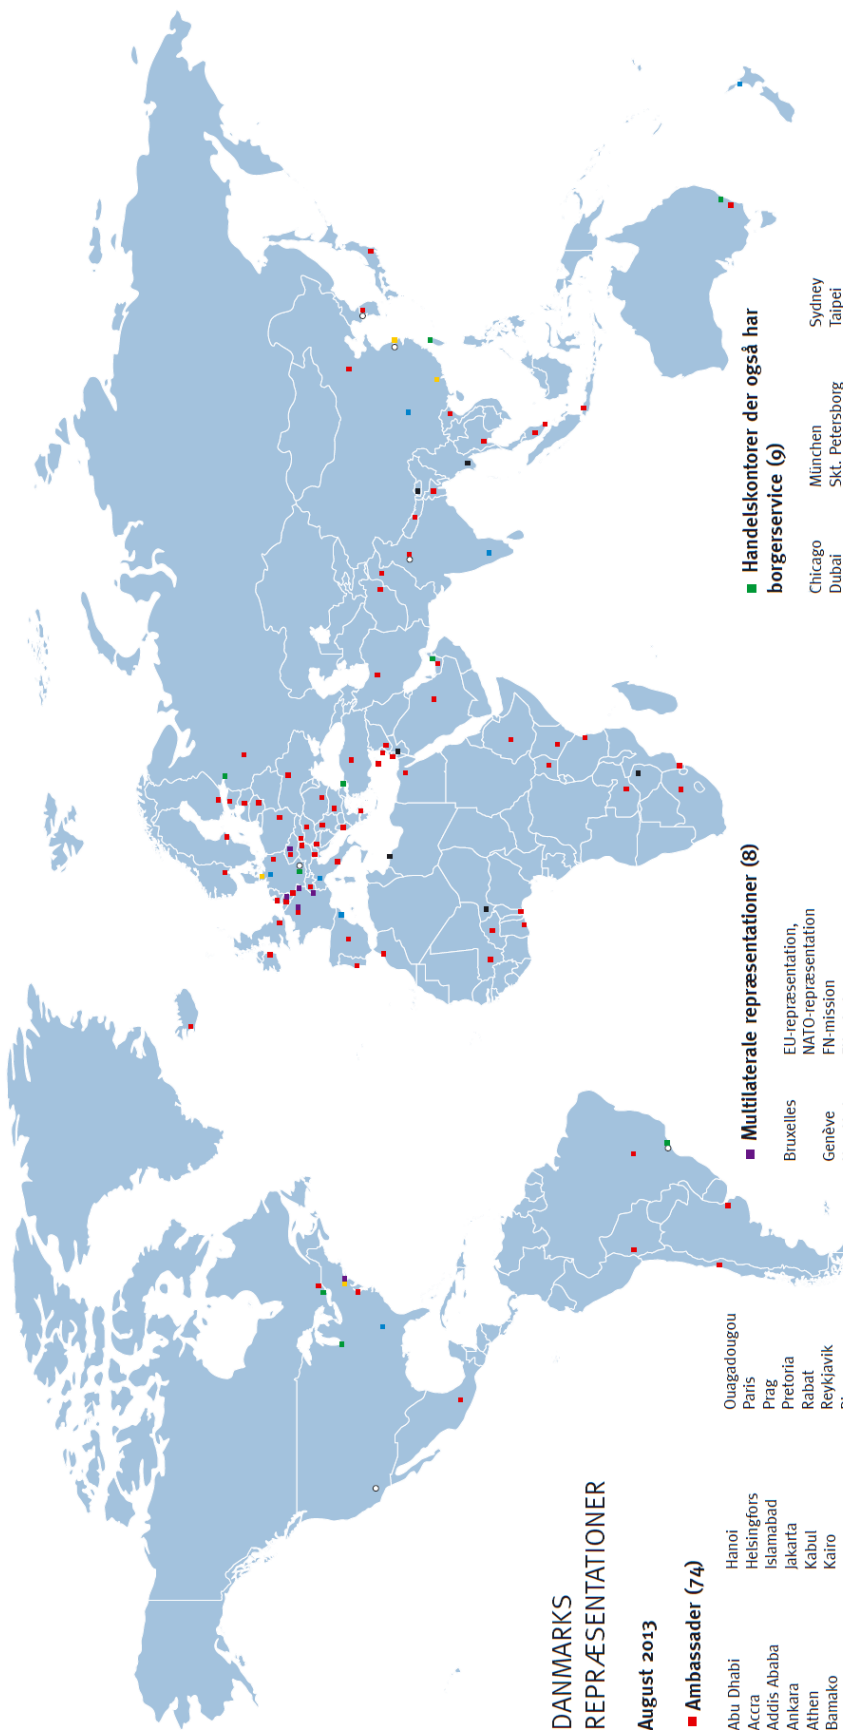 DANMARKS
REPRÆSENTATIONER
August 2013
Ambassader (74)
Abu Dhabi
Accra
Addis Ababa
Ankara
Athen
Bamako
Hanoi
Helsingfors
Islamabad
Jakarta
Kabul
Kairo
Ouagadougou
Paris
Prag
Pretoria
Rabat
Reykjavik
Multilaterale repræsentationer (8)
Bruxelles
EU-repræsentation,
NATO-repræsentation
Genève
FN-mission
Handelskontorer der også har
borgerservice (9)
Chicago
Dubai
München
Skt. Petersborg
Sydney
Taipei